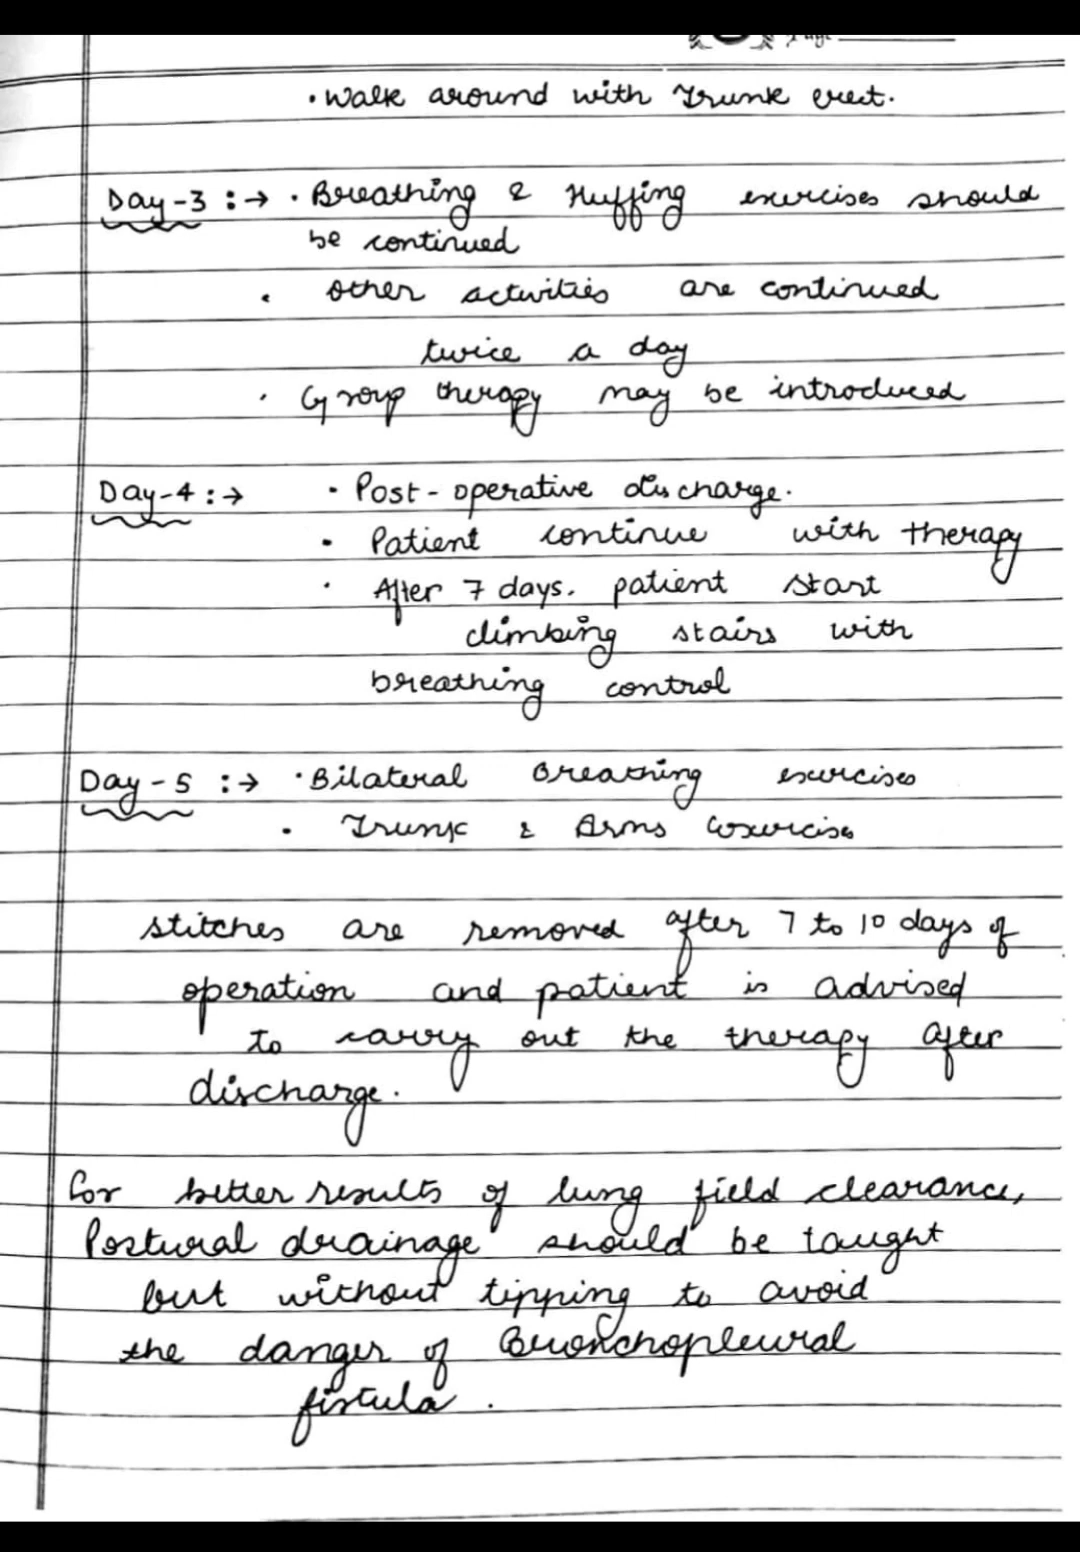 Page
• Walk around with Trunk erect.
Day-3 :→ • Breathing & Huffing exercises should
be continued
• other activities are continued
twice a day
• Group therapy may be introduced
Day-4 :→ • Post-operative discharge.
• Patient continue with therapy
• After 7 days. patient start
climbing stairs with
breathing control
Day-5 :→ • Bilateral Breathing exercises
• Trunk & Arms Exercise
stitches are removed after 7 to 10 days of
operation and patient is advised
to carry out the therapy after
discharge.
For better results of lung field clearance,
Postural drainage should be taught
but without tipping to avoid
the danger of Bronchopleural
fistula.